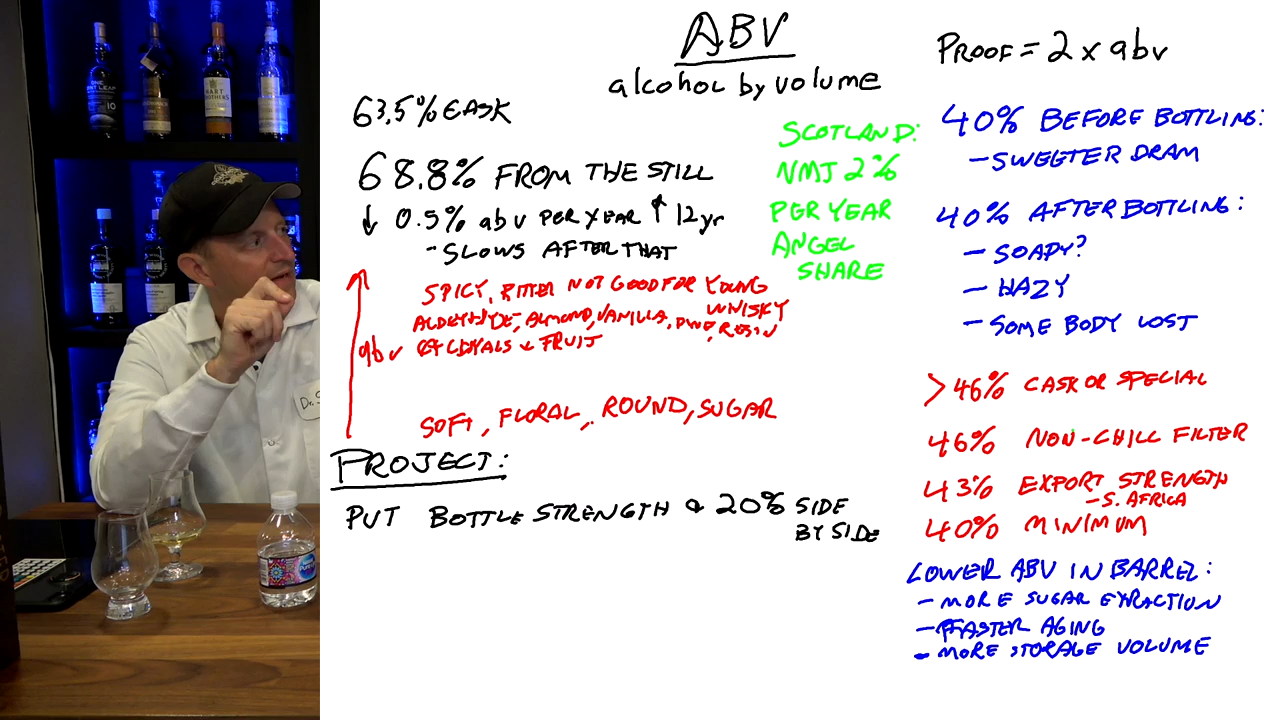 ABV
alcohol by volume
63.5% CASK
68.8% FROM THE STILL
↓ 0.5% abv PER YEAR ↑ 12yr
- SLOWS AFTER THAT
SPICY, BITTER NOT GOOD FOR YOUNG
WHISKY
ALDEHYDE, ALMOND, VANILLA, PINE, RESIN
abv & FRUIT
SOFT, FLORAL, ROUND, SUGAR
SCOTLAND:
NMJ 2%
PER YEAR
ANGEL
SHARE
PROJECT:
PUT BOTTLE STRENGTH & 20% SIDE
BY SIDE
PROOF = 2 x abv
40% BEFORE BOTTLING:
- SWEETER DRAM
40% AFTER BOTTLING:
- SOAPY?
- HAZY
- SOME BODY LOST
>46% CASK OR SPECIAL
46% NON-CHILL FILTER
43% EXPORT STRENGTH
- S. AFRICA
40% MINIMUM
LOWER ABV IN BARREL:
- MORE SUGAR EXTRACTION
- FASTER AGING
- MORE STORAGE VOLUME
10
HART
BROTHERS
Dr. S